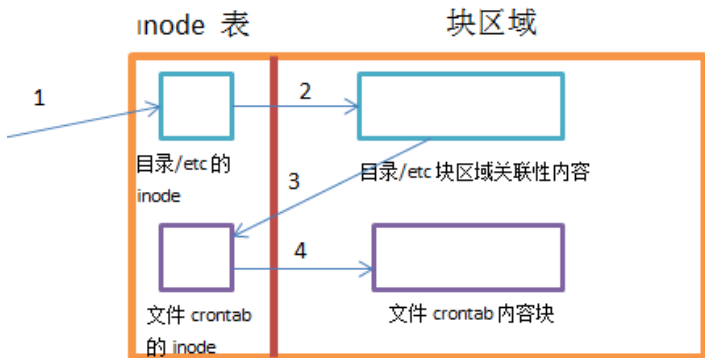 inode 表
块区域
1
2
目录/etc 的
inode
目录/etc 块区域关联性内容
3
4
文件 crontab
的 inode
文件 crontab 内容块